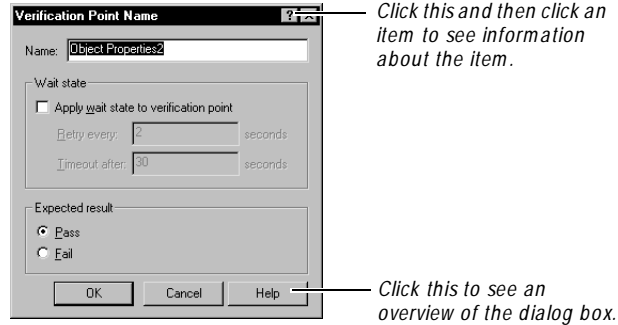 Verification Point Name
Click this and then click an
item to see information
about the item.
Name: Object Properties2
Wait state
Apply wait state to verification point
Retry every: 2 seconds
Timeout after: 30 seconds
Expected result
Pass
Fail
OK Cancel Help
Click this to see an
overview of the dialog box.